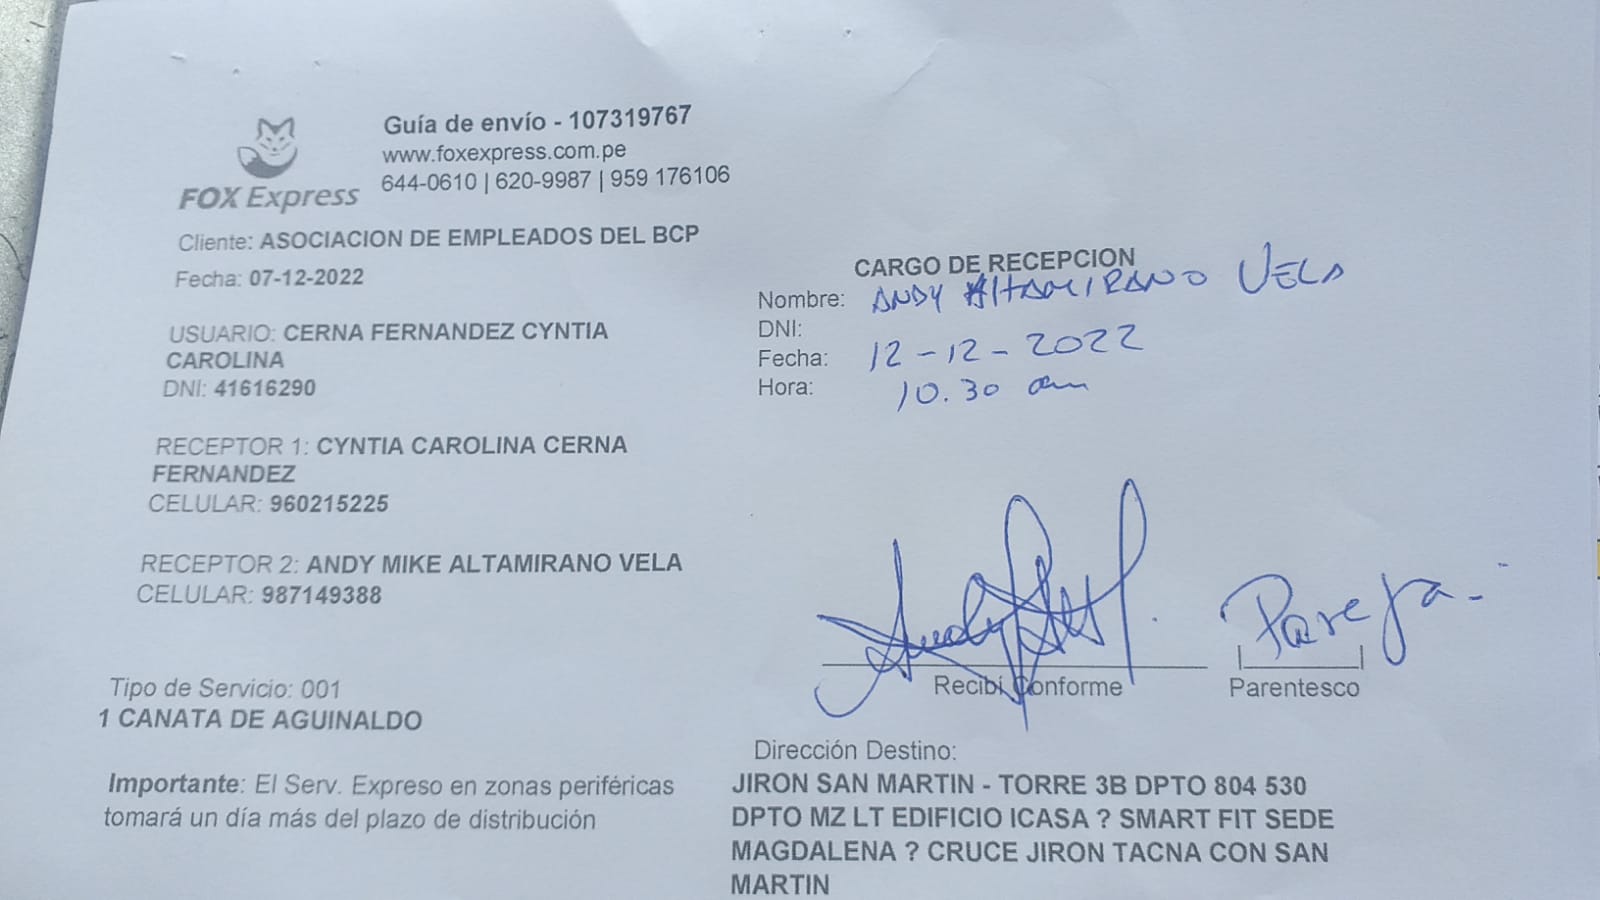 FOX Express
Guía de envío - 107319767
www.foxexpress.com.pe
644-0610 | 620-9987 | 959 176106
Cliente: ASOCIACION DE EMPLEADOS DEL BCP
Fecha: 07-12-2022
USUARIO: CERNA FERNANDEZ CYNTIA
CAROLINA
DNI: 41616290
RECEPTOR 1: CYNTIA CAROLINA CERNA
FERNANDEZ
CELULAR: 960215225
RECEPTOR 2: ANDY MIKE ALTAMIRANO VELA
CELULAR: 987149388
Tipo de Servicio: 001
1 CANATA DE AGUINALDO
Importante: El Serv. Expreso en zonas periféricas
tomará un día más del plazo de distribución
CARGO DE RECEPCION
Nombre: ANDY ALTAMIRANO VELA
DNI:
Fecha: 12-12-2022
Hora: 10.30 am
Pareja.-
Recibí Conforme
Parentesco
Dirección Destino:
JIRON SAN MARTIN - TORRE 3B DPTO 804 530
DPTO MZ LT EDIFICIO ICASA ? SMART FIT SEDE
MAGDALENA ? CRUCE JIRON TACNA CON SAN
MARTIN